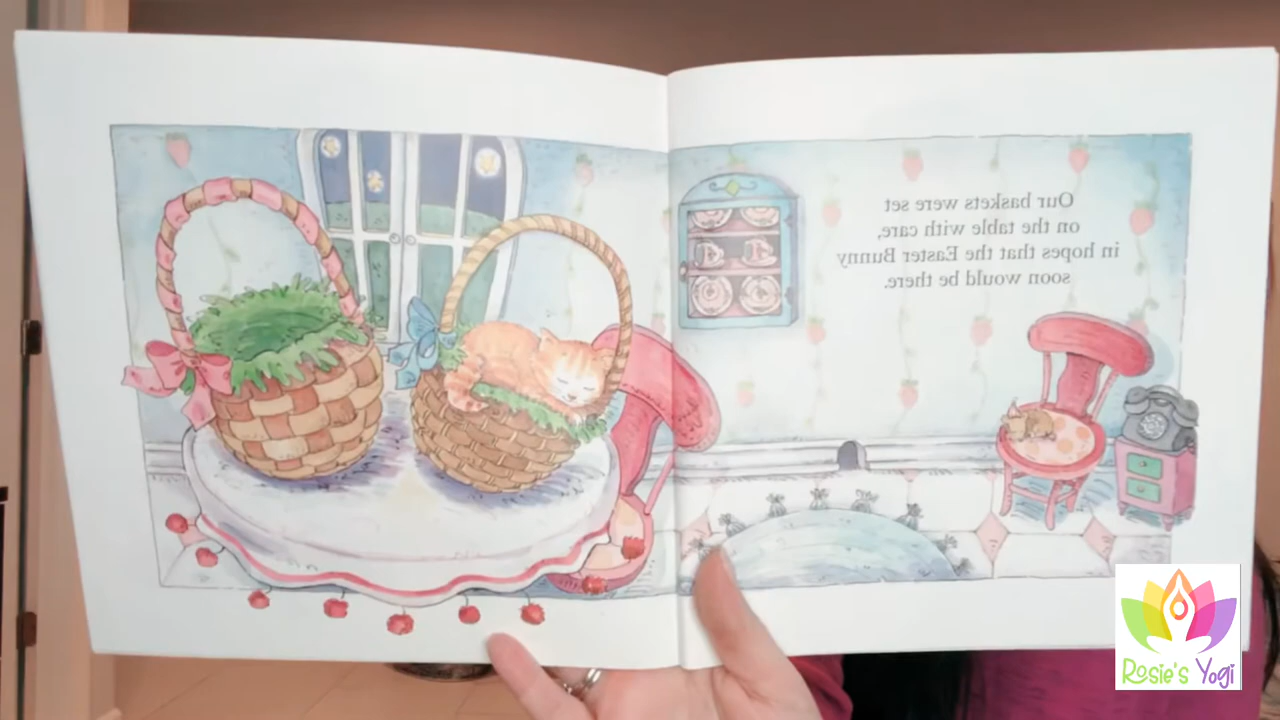 Our baskets were set
on the table with care,
in hopes that the Easter Bunny
soon would be there.
Rosie's Yogi